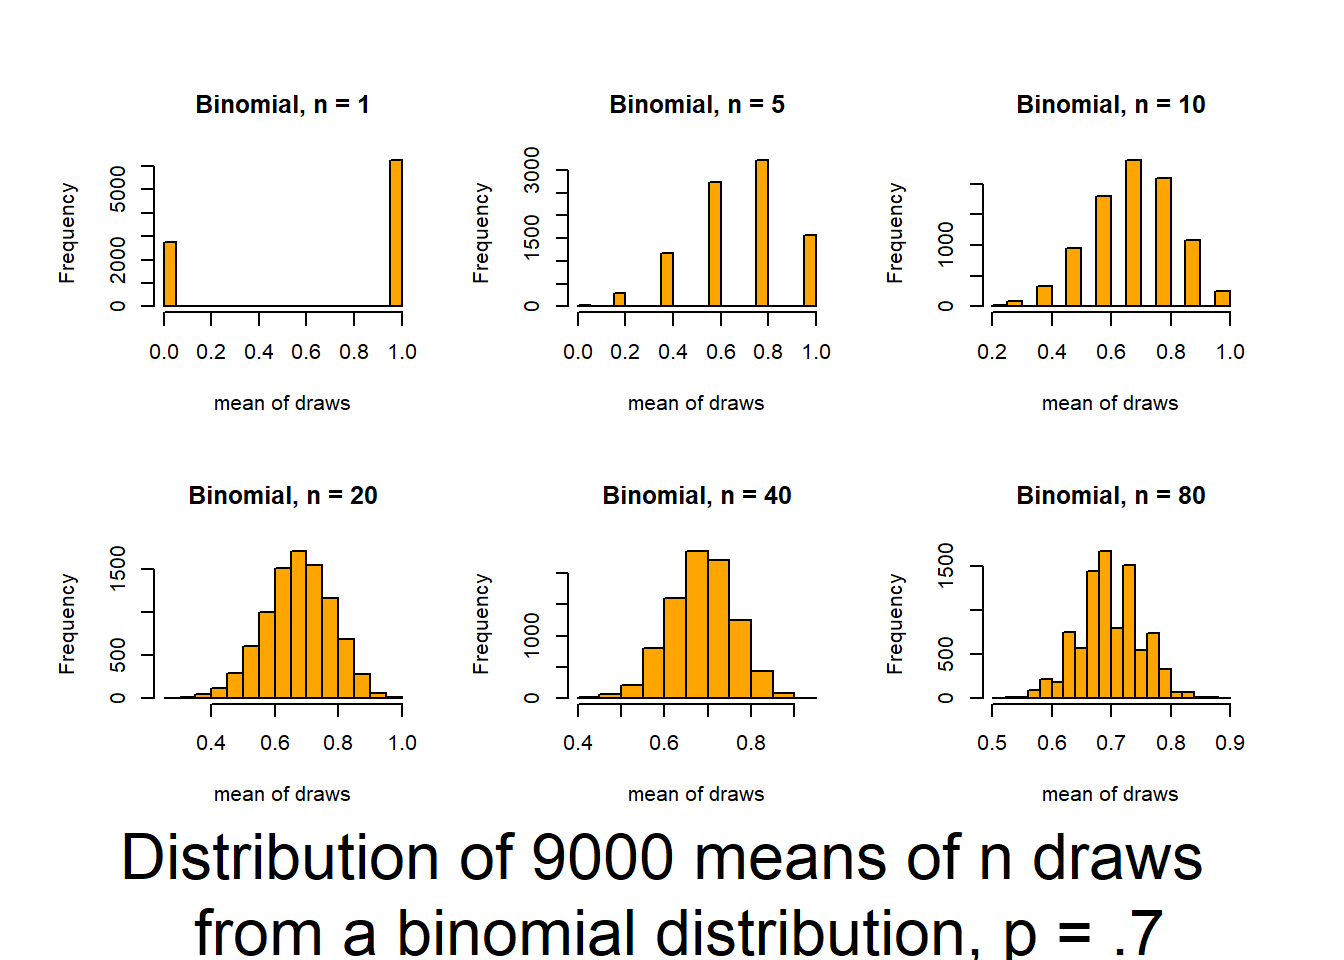 Binomial, n = 1
Frequency
0 2000 5000
0.0 0.2 0.4 0.6 0.8 1.0
mean of draws
Binomial, n = 5
Frequency
0 1500 3000
0.0 0.2 0.4 0.6 0.8 1.0
mean of draws
Binomial, n = 10
Frequency
0 1000
0.2 0.4 0.6 0.8 1.0
mean of draws
Binomial, n = 20
Frequency
0 500 1500
0.4 0.6 0.8 1.0
mean of draws
Binomial, n = 40
Frequency
0 1000
0.4 0.6 0.8
mean of draws
Binomial, n = 80
Frequency
0 500 1500
0.5 0.6 0.7 0.8 0.9
mean of draws
Distribution of 9000 means of n draws
from a binomial distribution, p = .7